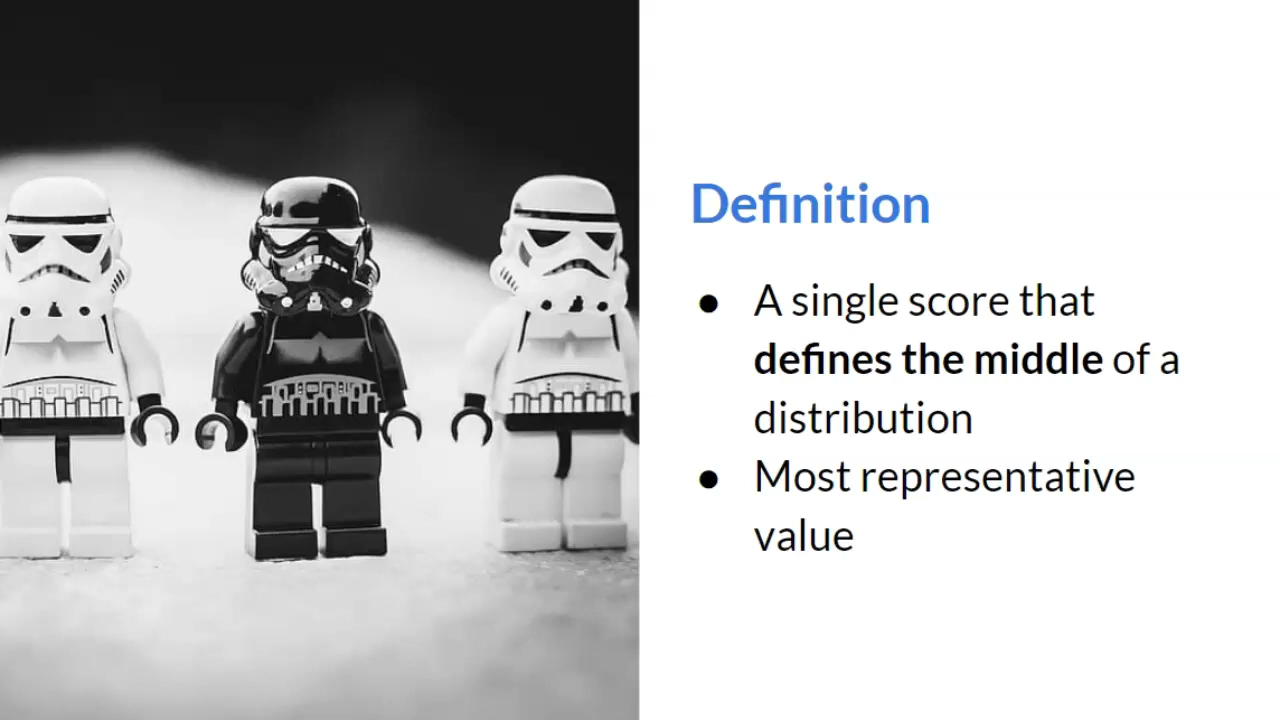 Definition
● A single score that
defines the middle of a
distribution
● Most representative
value